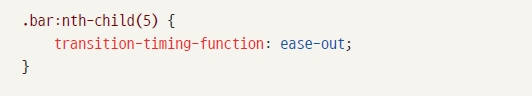 .bar:nth-child(5) {
    transition-timing-function: ease-out;
}